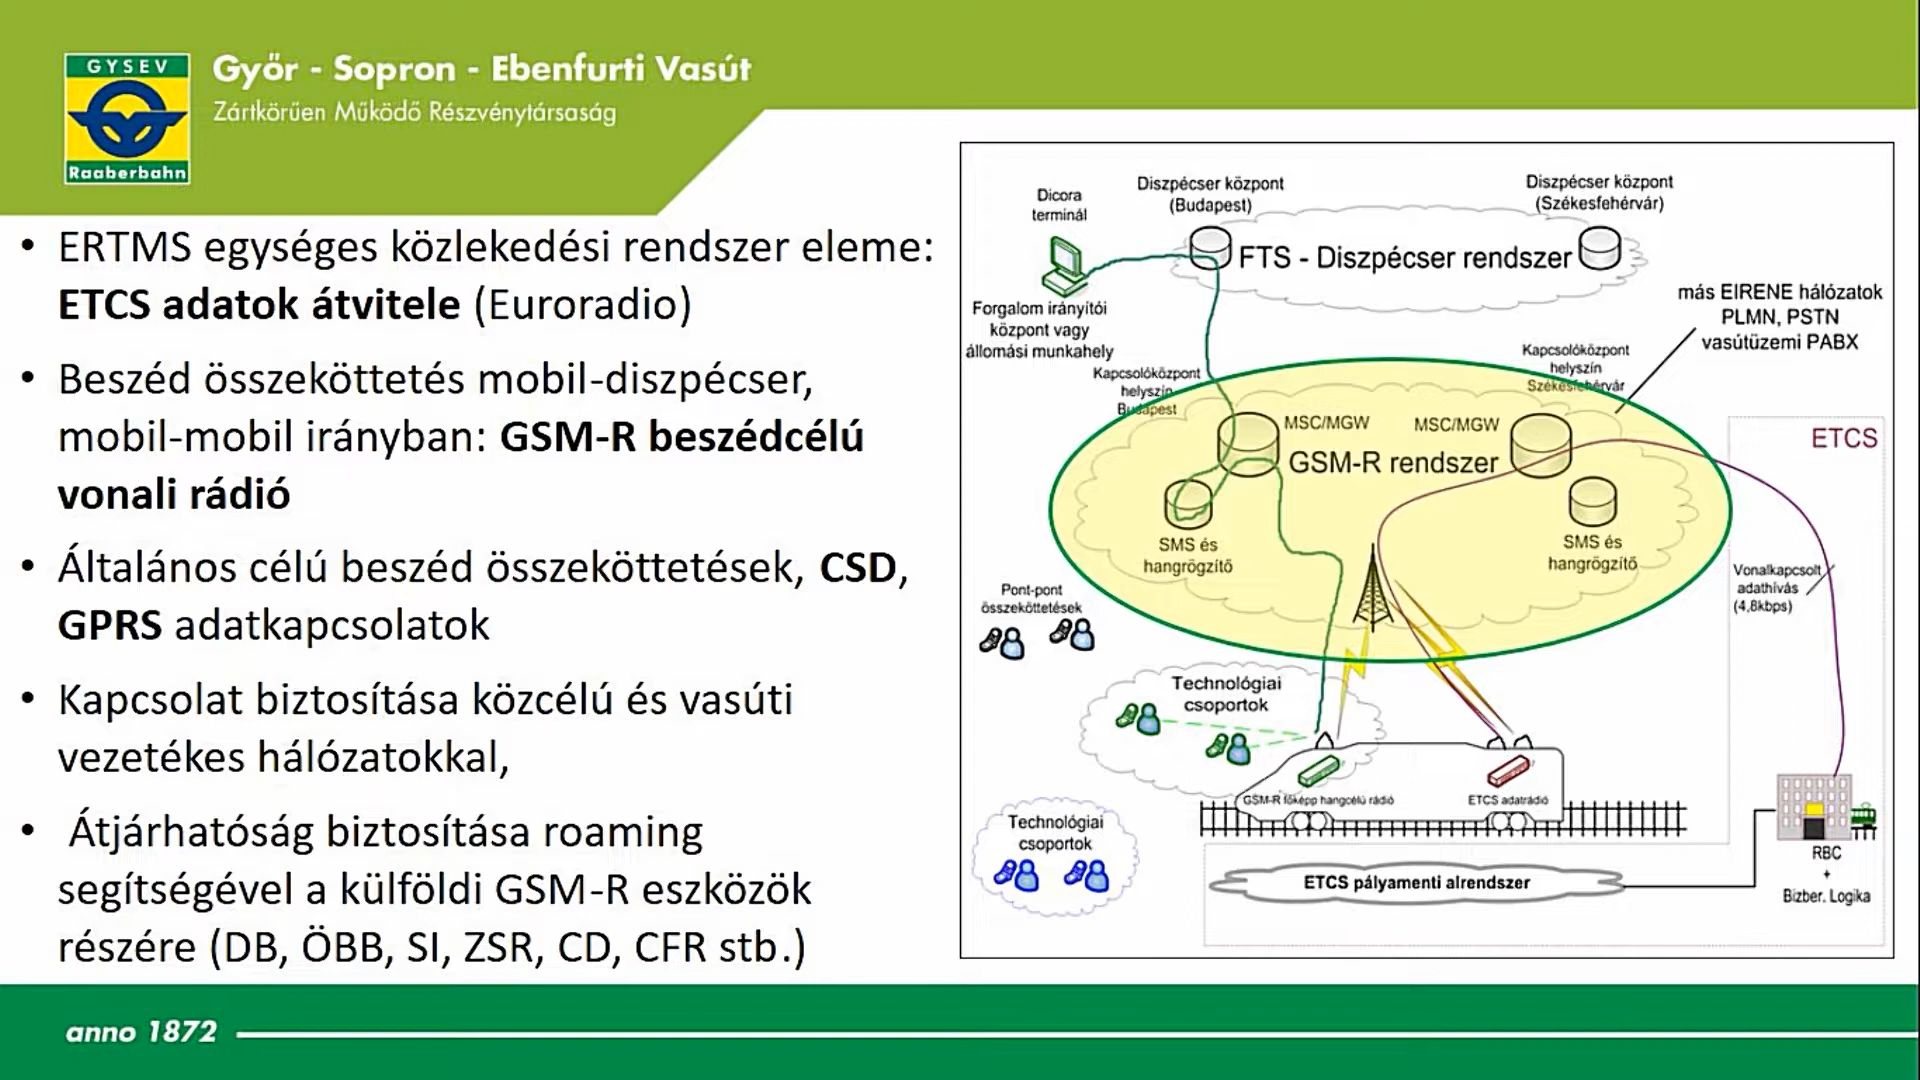 GYSEV
Raaberbahn
Győr - Sopron - Ebenfurti Vasút
Zártkörűen Működő Részvénytársaság
• ERTMS egységes közlekedési rendszer eleme:
ETCS adatok átvitele (Euroradio)
• Beszéd összeköttetés mobil-diszpécser,
mobil-mobil irányban: GSM-R beszédcélú
vonali rádió
• Általános célú beszéd összeköttetések, CSD,
GPRS adatkapcsolatok
• Kapcsolat biztosítása közcélú és vasúti
vezetékes hálózatokkal,
• Átjárhatóság biztosítása roaming
segítségével a külföldi GSM-R eszközök
részére (DB, ÖBB, SI, ZSR, CD, CFR stb.)
Dicora
terminál
Diszpécser központ
(Budapest)
Diszpécser központ
(Székesfehérvár)
FTS - Diszpécser rendszer
Forgalom irányítói
központ vagy
állomási munkahely
más EIRENE hálózatok
PLMN, PSTN
vasútüzemi PABX
Kapcsolóközpont
helyszín
Budapest
Kapcsolóközpont
helyszín
Székesfehérvár
MSC/MGW
MSC/MGW
GSM-R rendszer
ETCS
SMS és
hangrögzítő
SMS és
hangrögzítő
Vonalkapcsolt
adathívás
(4,8kbps)
Pont-pont
összeköttetések
Technológiai
csoportok
GSM-R főképp hangcélú rádió
ETCS adatrádió
Technológiai
csoportok
RBC
+
Bizber. Logika
ETCS pályamenti alrendszer
anno 1872